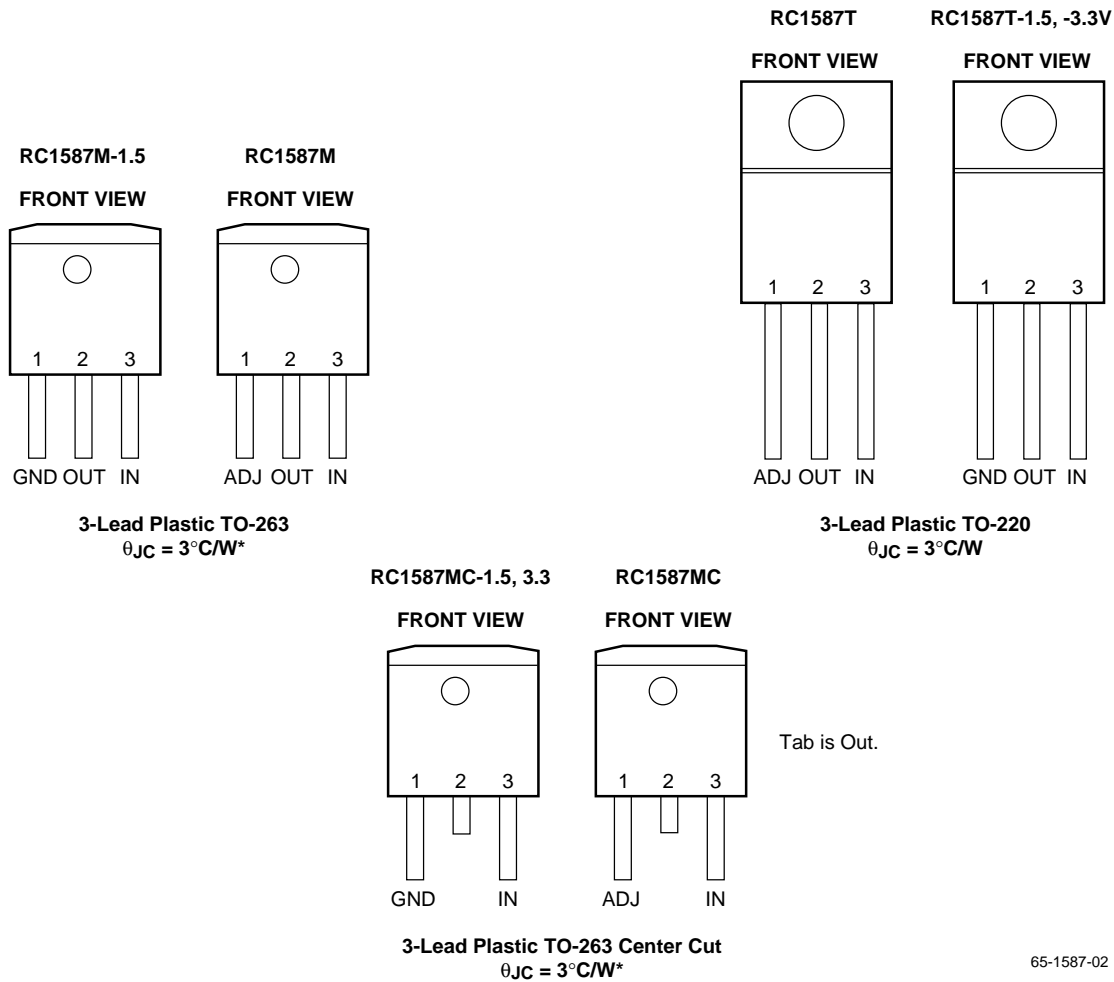 RC1587T
FRONT VIEW
1 2 3
ADJ OUT IN
RC1587T-1.5, -3.3V
FRONT VIEW
1 2 3
GND OUT IN
3-Lead Plastic TO-220
θJC = 3°C/W
RC1587M-1.5
FRONT VIEW
1 2 3
GND OUT IN
RC1587M
FRONT VIEW
1 2 3
ADJ OUT IN
3-Lead Plastic TO-263
θJC = 3°C/W*
RC1587MC-1.5, 3.3
FRONT VIEW
1 2 3
GND IN
RC1587MC
FRONT VIEW
1 2 3
ADJ IN
Tab is Out.
3-Lead Plastic TO-263 Center Cut
θJC = 3°C/W*
65-1587-02